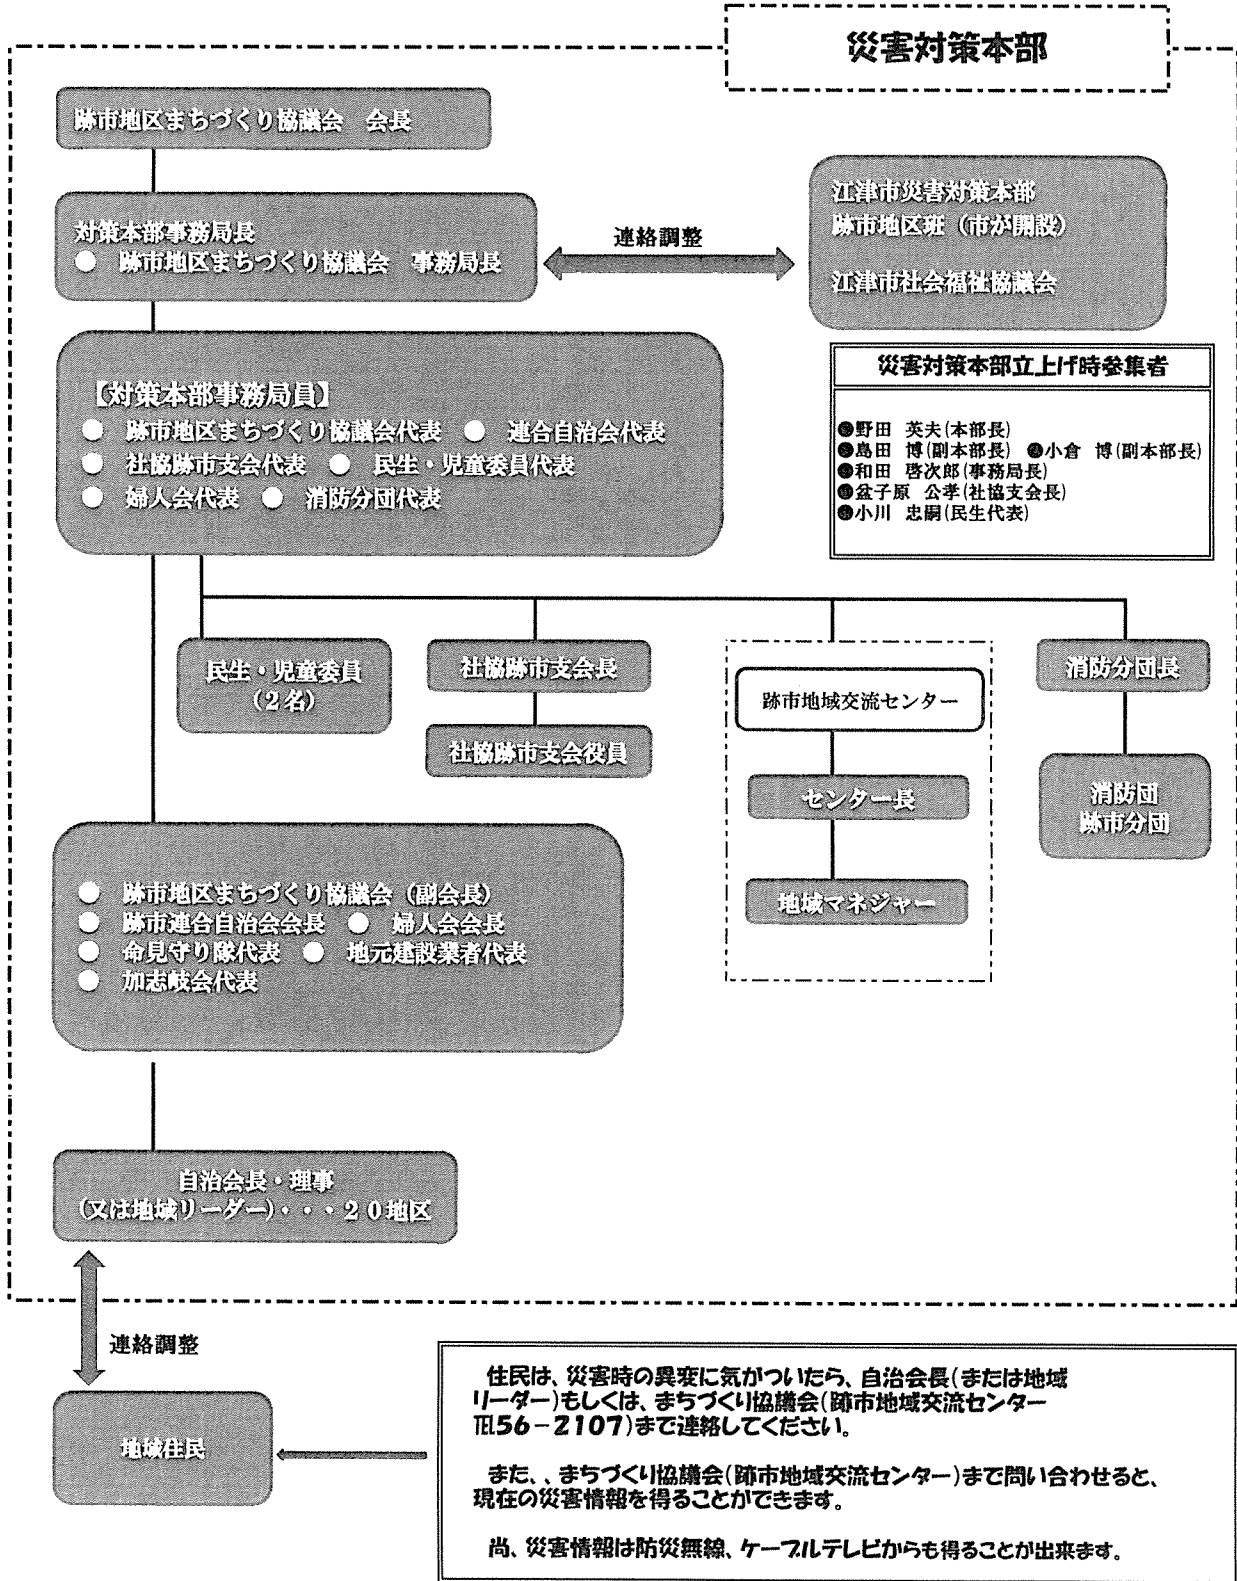 災害対策本部
跡市地区まちづくり協議会　会長
対策本部事務局長
● 跡市地区まちづくり協議会　事務局長
連絡調整
江津市災害対策本部
跡市地区班（市が開設）
江津市社会福祉協議会
【対策本部事務局員】
● 跡市地区まちづくり協議会代表 ● 連合自治会代表
● 社協跡市支会代表 ● 民生・児童委員代表
● 婦人会代表 ● 消防分団代表
災害対策本部立上げ時参集者
●野田　英夫(本部長)
●島田　博(副本部長) ●小倉　博(副本部長)
●和田　啓次郎(事務局長)
●盆子原　公孝(社協支会長)
●小川　忠嗣(民生代表)
民生・児童委員
（２名）
社協跡市支会長
社協跡市支会役員
跡市地域交流センター
センター長
地域マネジャー
消防分団長
消防団
跡市分団
● 跡市地区まちづくり協議会（副会長）
● 跡市連合自治会会長 ● 婦人会会長
● 命見守り隊代表 ● 地元建設業者代表
● 加志岐会代表
自治会長・理事
(又は地域リーダー)・・・２０地区
連絡調整
地域住民
住民は、災害時の異変に気がついたら、自治会長(または地域
リーダー)もしくは、まちづくり協議会(跡市地域交流センター
℡56－2107)まで連絡してください。
また、、まちづくり協議会(跡市地域交流センター)まで問い合わせると、
現在の災害情報を得ることができます。
尚、災害情報は防災無線、ケーブルテレビからも得ることが出来ます。